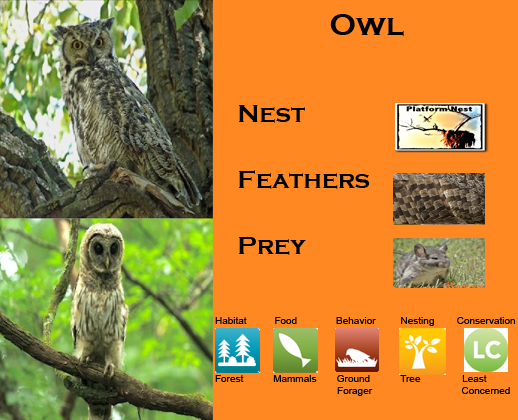 Owl
Nest
Platform Nest
Feathers
Prey
Habitat Food Behavior Nesting Conservation
LC
Forest Mammals Ground Forager Tree Least Concerned